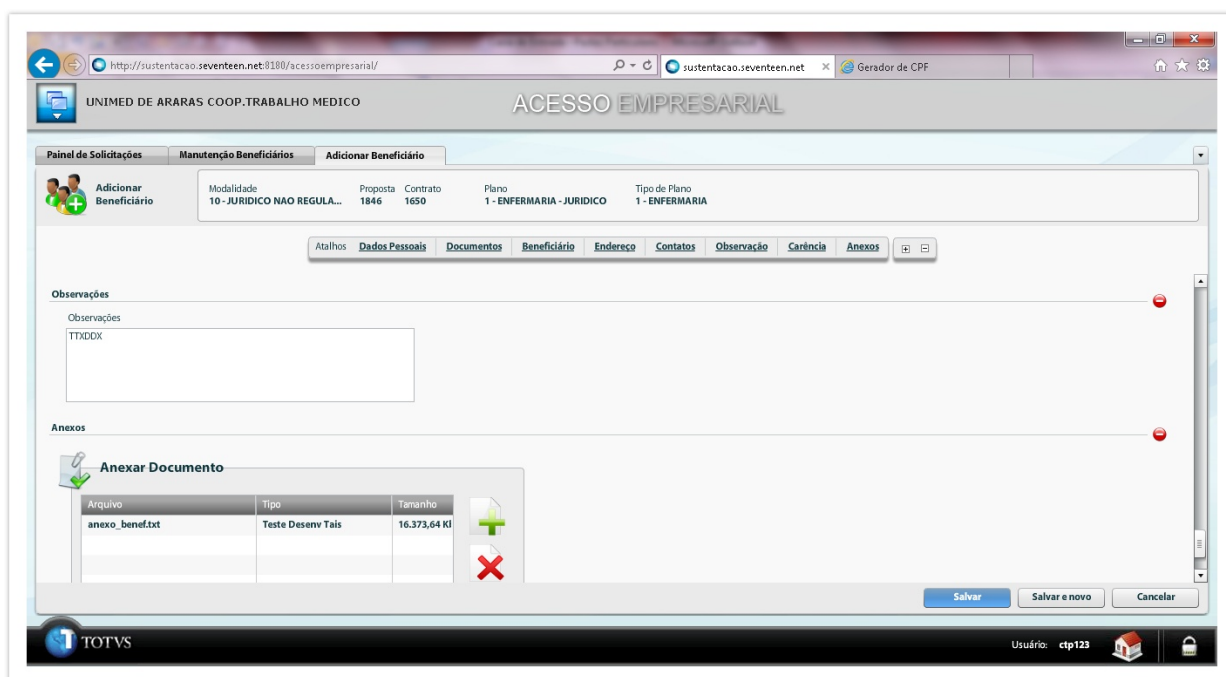 http://sustentacao.seventeen.net:8180/acessoempresarial/
sustentacao.seventeen.net
Gerador de CPF
UNIMED DE ARARAS COOP.TRABALHO MEDICO
ACESSO EMPRESARIAL
Painel de Solicitações
Manutenção Beneficiários
Adicionar Beneficiário
Adicionar
Beneficiário
Modalidade
Proposta
Contrato
Plano
Tipo de Plano
10 - JURIDICO NAO REGULA...
1846
1650
1 - ENFERMARIA - JURIDICO
1 - ENFERMARIA
Atalhos Dados Pessoais Documentos Beneficiário Endereço Contatos Observação Carência Anexos
Observações
Observações
TTXDDX
Anexos
Anexar Documento
Arquivo Tipo Tamanho
anexo_benef.txt Teste Desenv Tais 16.373,64 Kl
Salvar
Salvar e novo
Cancelar
TOTVS
Usuário: ctp123